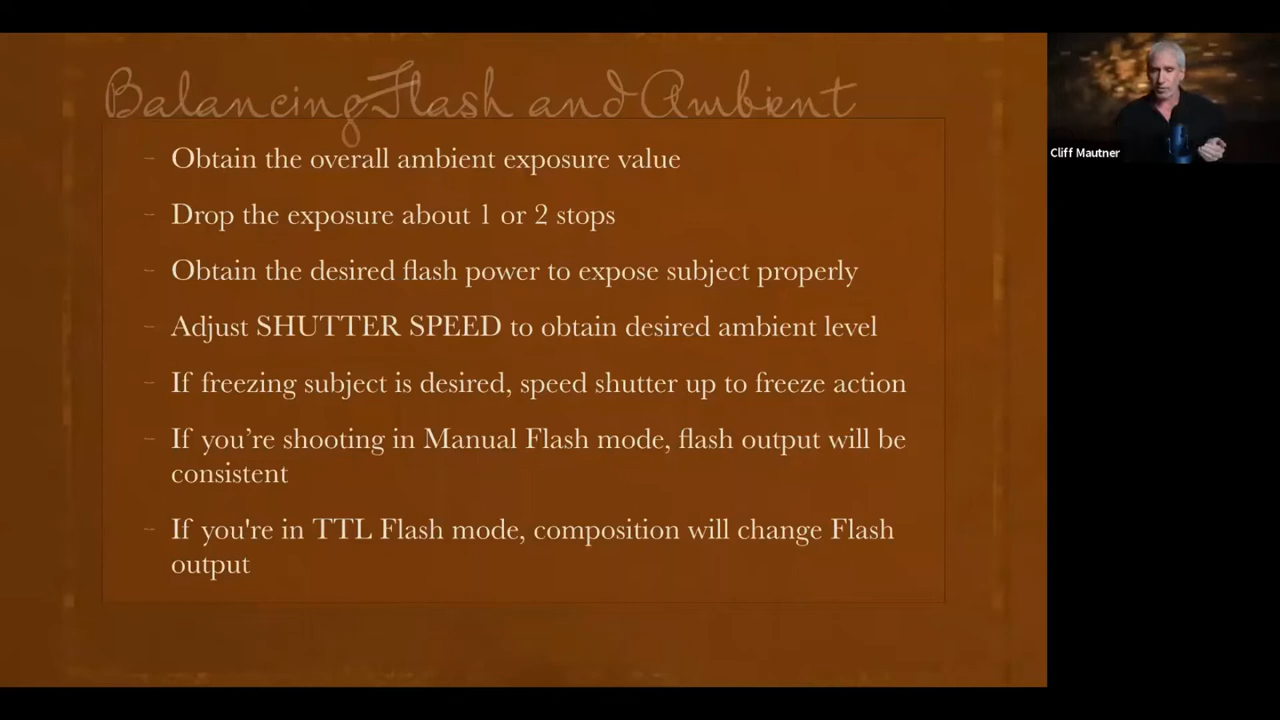 Balancing Flash and Ambient
- Obtain the overall ambient exposure value
- Drop the exposure about 1 or 2 stops
- Obtain the desired flash power to expose subject properly
- Adjust SHUTTER SPEED to obtain desired ambient level
- If freezing subject is desired, speed shutter up to freeze action
- If you’re shooting in Manual Flash mode, flash output will be
consistent
- If you're in TTL Flash mode, composition will change Flash
output
Cliff Mautner